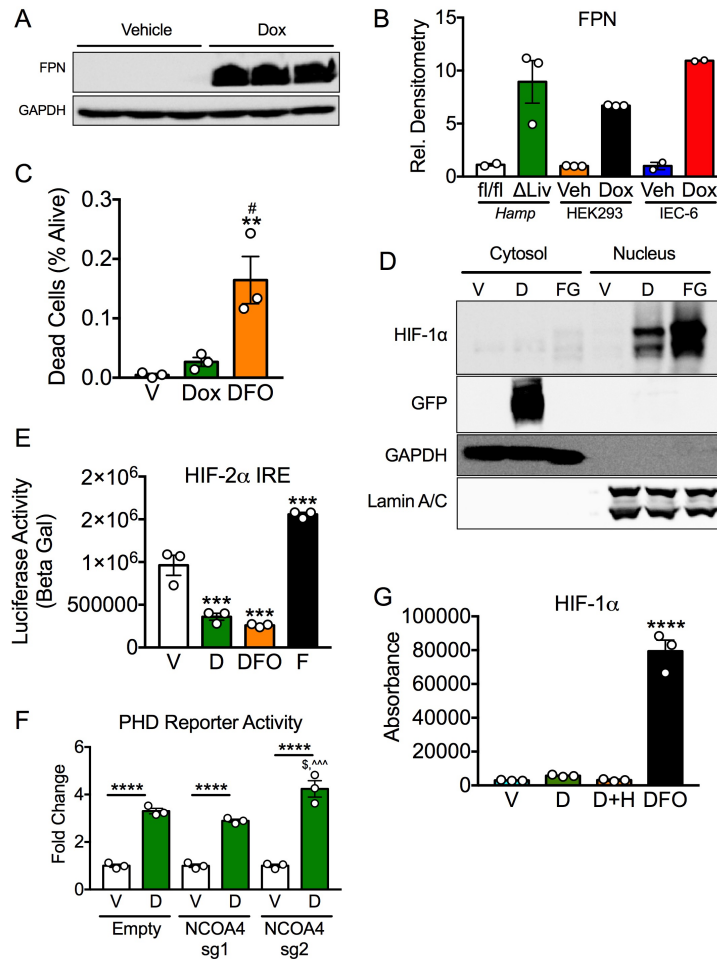 A
Vehicle Dox
FPN
GAPDH
B
FPN
Rel. Densitometry
15
10
5
0
fl/fl ΔLiv Veh Dox Veh Dox
Hamp HEK293 IEC-6
C
Dead Cells (% Alive)
0.3
0.2
0.1
0.0
#
**
V Dox DFO
D
Cytosol Nucleus
V D FG V D FG
HIF-1α
GFP
GAPDH
Lamin A/C
E
HIF-2α IRE
Luciferase Activity
(Beta Gal)
2×10⁶
2×10⁶
1×10⁶
500000
0
*** *** ***
V D DFO F
F
PHD Reporter Activity
Fold Change
6
4
2
0
**** **** ****
$,^^^
V D V D V D
Empty NCOA4 NCOA4
sg1 sg2
G
HIF-1α
Absorbance
100000
80000
60000
40000
20000
0
****
V D D+H DFO